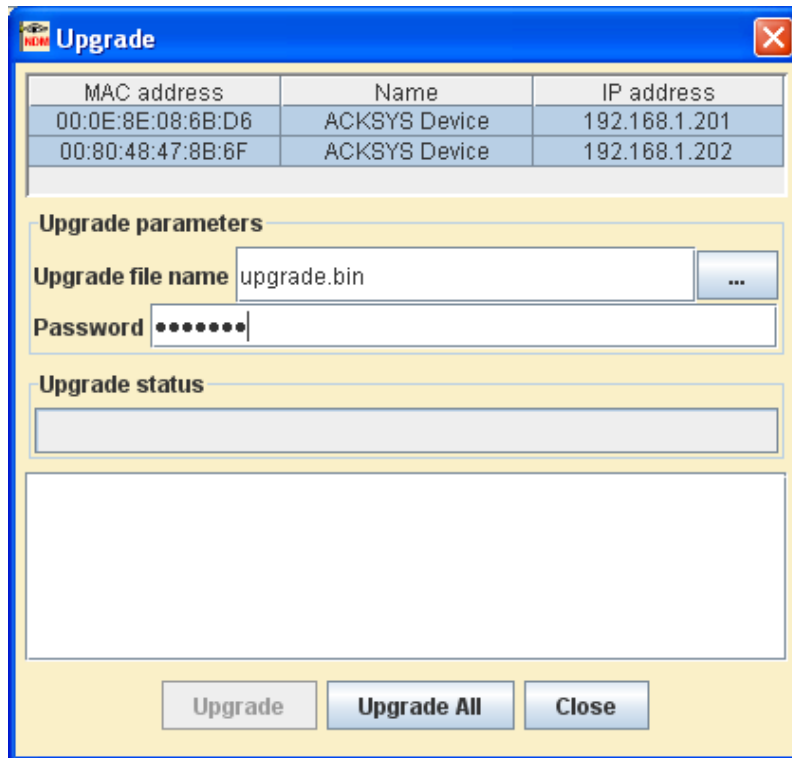 NDM Upgrade
MAC address Name IP address
00:0E:8E:08:6B:D6 ACKSYS Device 192.168.1.201
00:80:48:47:8B:6F ACKSYS Device 192.168.1.202
Upgrade parameters
Upgrade file name upgrade.bin ...
Password •••••••
Upgrade status
Upgrade Upgrade All Close